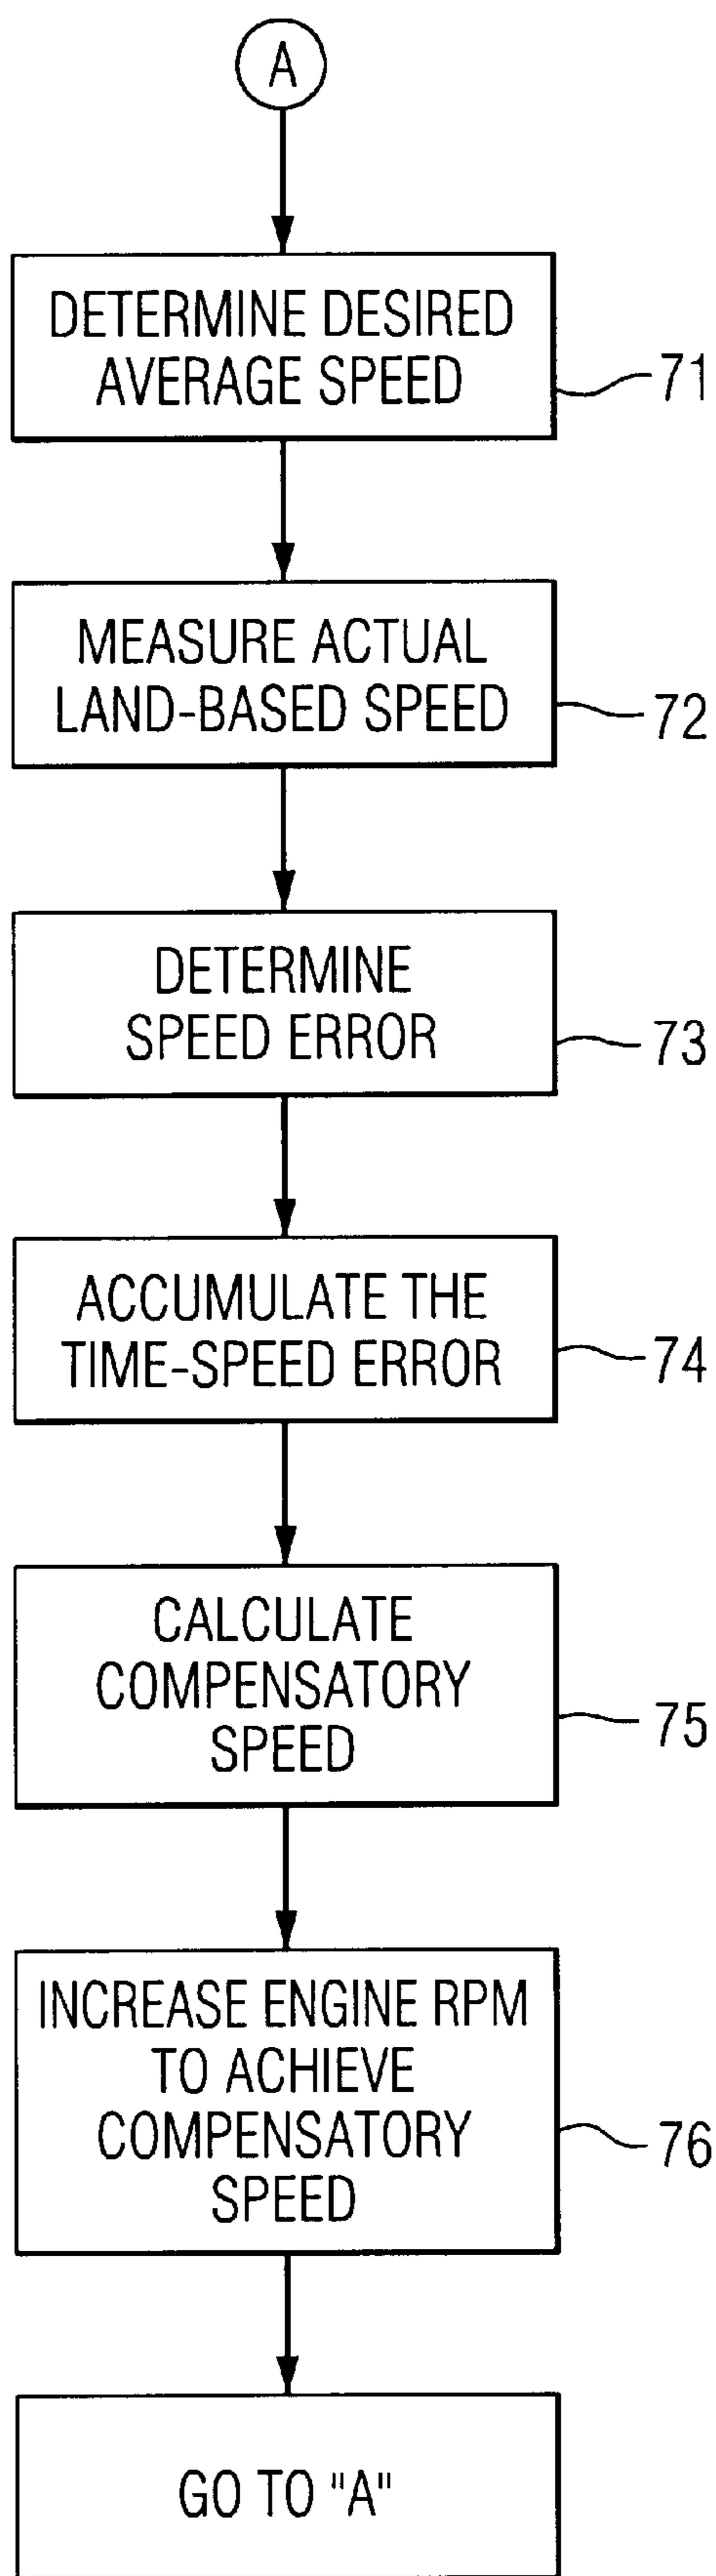 A
DETERMINE DESIRED
AVERAGE SPEED
71
MEASURE ACTUAL
LAND-BASED SPEED
72
DETERMINE
SPEED ERROR
73
ACCUMULATE THE
TIME-SPEED ERROR
74
CALCULATE
COMPENSATORY
SPEED
75
INCREASE ENGINE RPM
TO ACHIEVE
COMPENSATORY
SPEED
76
GO TO "A"